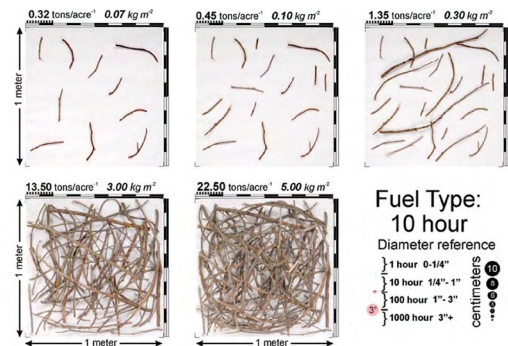 0.32 tons/acre⁻¹ 0.07 kg m⁻²
0.45 tons/acre⁻¹ 0.10 kg m⁻²
1.35 tons/acre⁻¹ 0.30 kg m⁻²
1 meter
13.50 tons/acre⁻¹ 3.00 kg m⁻²
22.50 tons/acre⁻¹ 5.00 kg m⁻²
1 meter
1 meter
1 meter
Fuel Type:
10 hour
Diameter reference
1 hour 0-1/4"
10 hour 1/4"- 1"
100 hour 1"- 3"
1000 hour 3"+
3"
centimeters
10
8
6